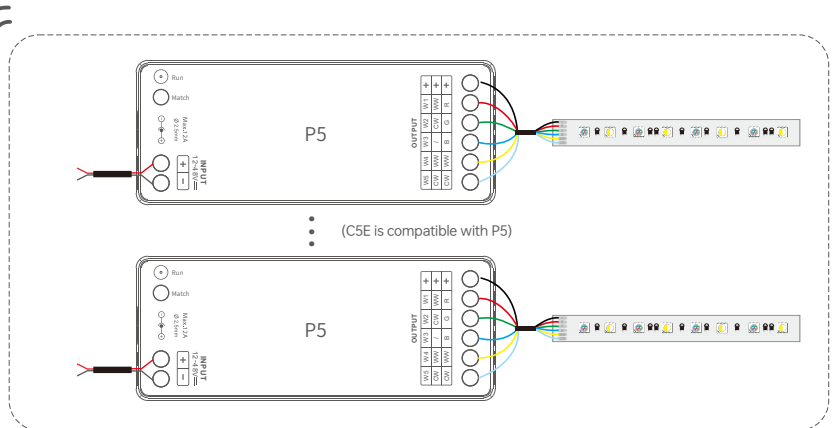 Run
Match
Max.12A
Ø 2.5mm
+
−
INPUT
12~48V
P5
OUTPUT
+ + +
W1 WW R
W2 CW G
W3 / B
W4 WW WW
W5 CW CW
(C5E is compatible with P5)
Run
Match
Max.12A
Ø 2.5mm
+
−
INPUT
12~48V
P5
OUTPUT
+ + +
W1 WW R
W2 CW G
W3 / B
W4 WW WW
W5 CW CW